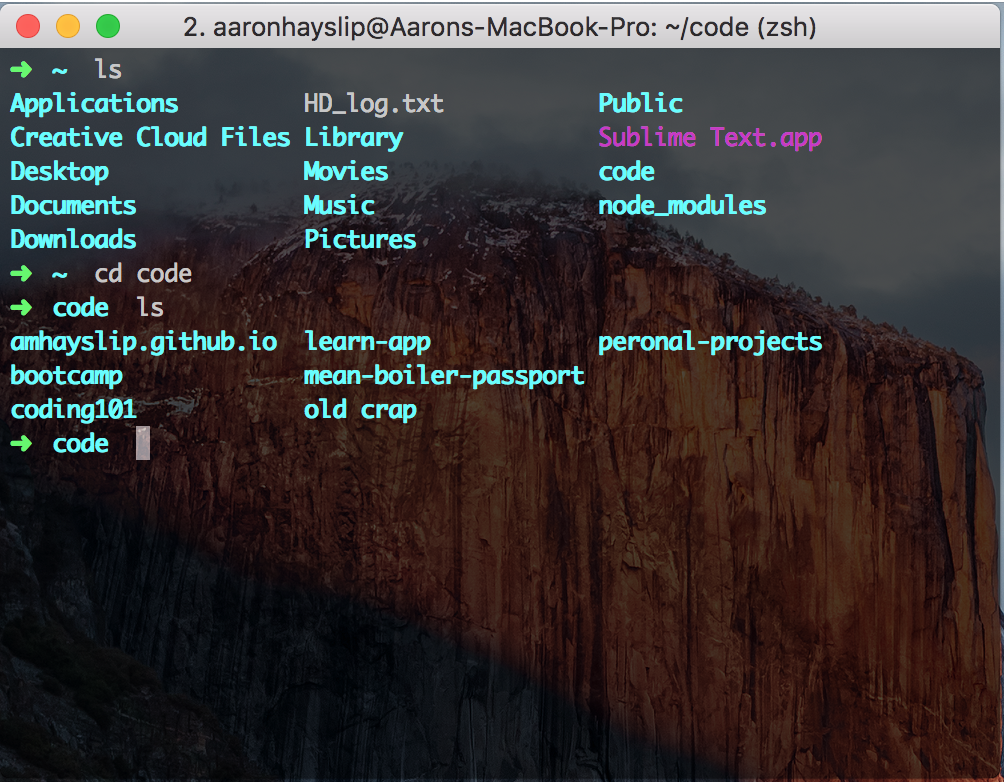 2. aaronhayslip@Aarons-MacBook-Pro: ~/code (zsh)
➜ ~ ls
Applications HD_log.txt Public
Creative Cloud Files Library Sublime Text.app
Desktop Movies code
Documents Music node_modules
Downloads Pictures
➜ ~ cd code
➜ code ls
amhayslip.github.io learn-app peronal-projects
bootcamp mean-boiler-passport
coding101 old crap
➜ code